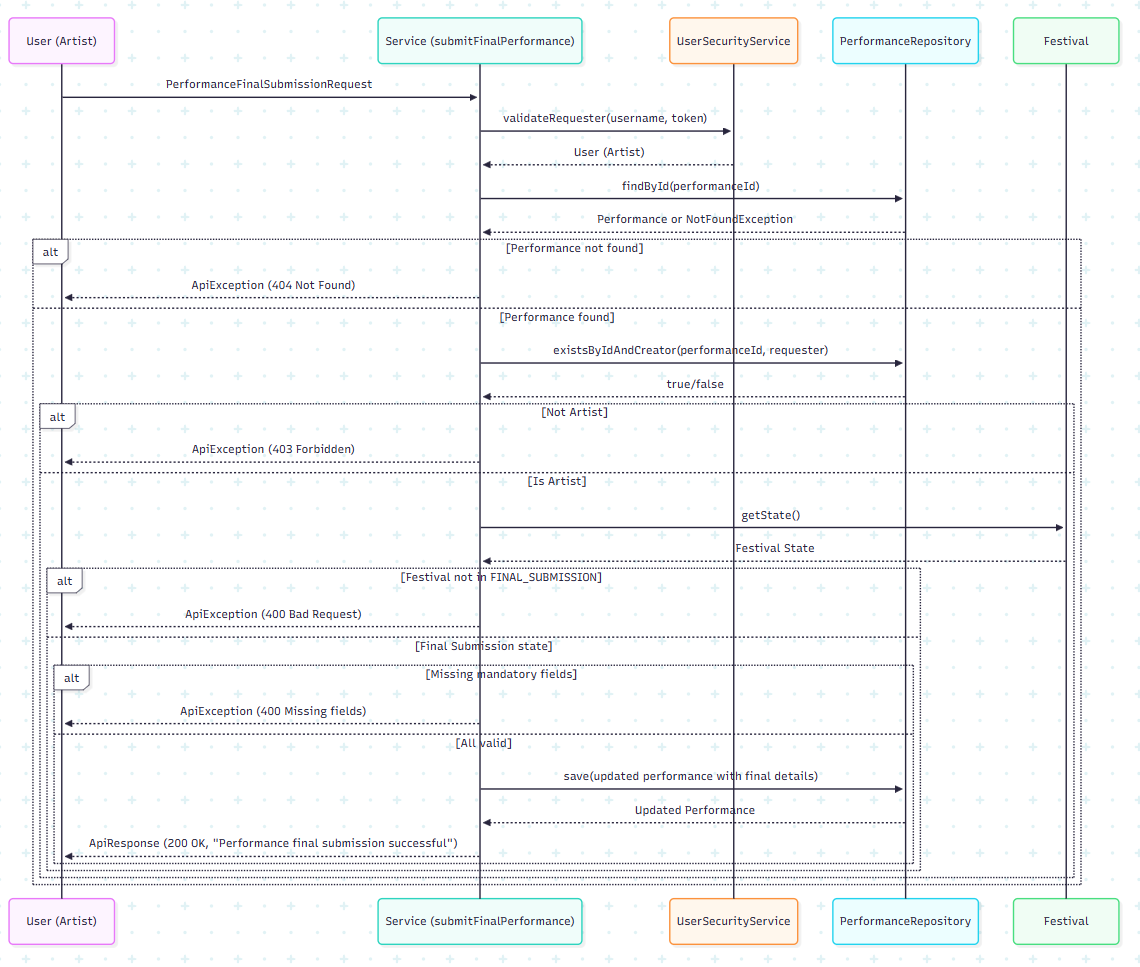 User (Artist)
Service (submitFinalPerformance)
UserSecurityService
PerformanceRepository
Festival
PerformanceFinalSubmissionRequest
validateRequester(username, token)
User (Artist)
findById(performanceId)
Performance or NotFoundException
alt
[Performance not found]
ApiException (404 Not Found)
[Performance found]
existsByIdAndCreator(performanceId, requester)
true/false
alt
[Not Artist]
ApiException (403 Forbidden)
[Is Artist]
getState()
Festival State
alt
[Festival not in FINAL_SUBMISSION]
ApiException (400 Bad Request)
[Final Submission state]
alt
[Missing mandatory fields]
ApiException (400 Missing fields)
[All valid]
save(updated performance with final details)
Updated Performance
ApiResponse (200 OK, "Performance final submission successful")
User (Artist)
Service (submitFinalPerformance)
UserSecurityService
PerformanceRepository
Festival